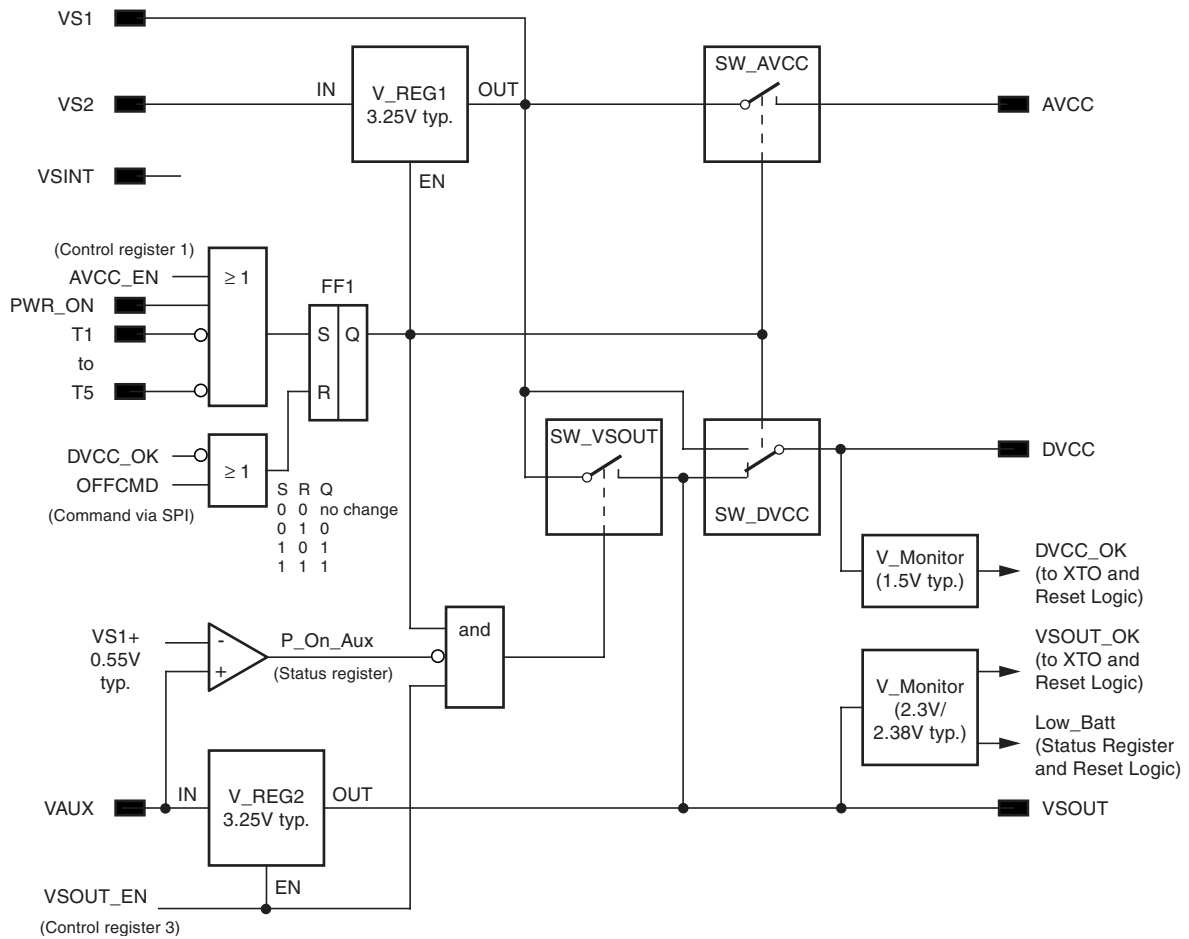 VS1
SW_AVCC
IN
V_REG1
3.25V typ.
OUT
VS2
AVCC
VSINT
EN
(Control register 1)
AVCC_EN
≥ 1
PWR_ON
FF1
T1
S
Q
to
T5
R
SW_VSOUT
DVCC_OK
DVCC
OFFCMD
≥ 1
(Command via SPI)
S R Q
0 0 no change
0 1 0
1 0 1
1 1 1
SW_DVCC
V_Monitor
(1.5V typ.)
DVCC_OK
(to XTO and
Reset Logic)
and
VS1+
0.55V
typ.
-
+
P_On_Aux
(Status register)
VSOUT_OK
(to XTO and
Reset Logic)
V_Monitor
(2.3V/
2.38V typ.)
Low_Batt
(Status Register
and Reset Logic)
VAUX
IN
V_REG2
3.25V typ.
OUT
VSOUT
EN
VSOUT_EN
(Control register 3)